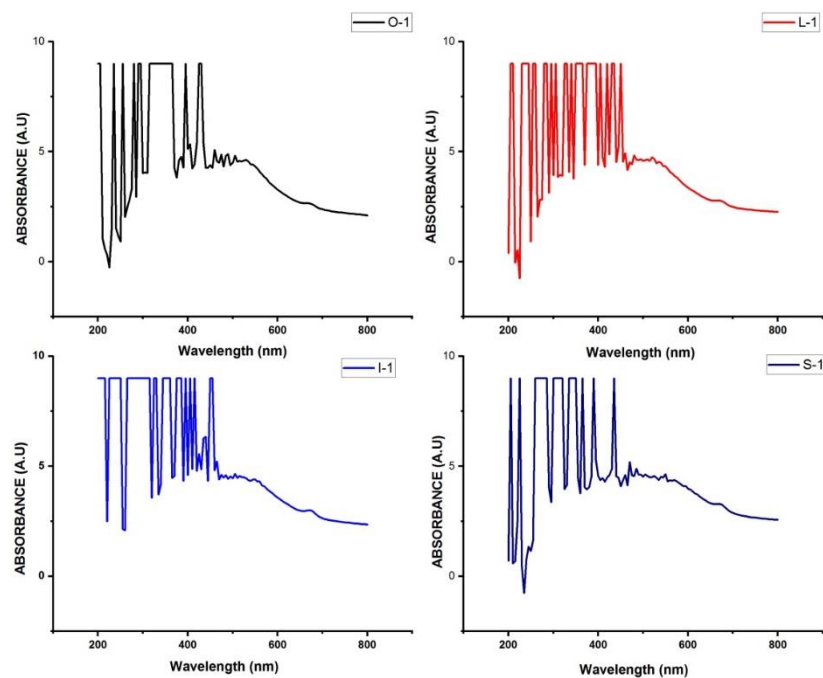 O-1
10
5
0
ABSORBANCE (A.U)
200
400
600
800
Wavelength (nm)
L-1
10
5
0
ABSORBANCE (A.U)
200
400
600
800
Wavelength (nm)
I-1
10
5
0
ABSORBANCE (A.U)
200
400
600
800
Wavelength (nm)
S-1
10
5
0
ABSORBANCE (A.U)
200
400
600
800
Wavelength (nm)